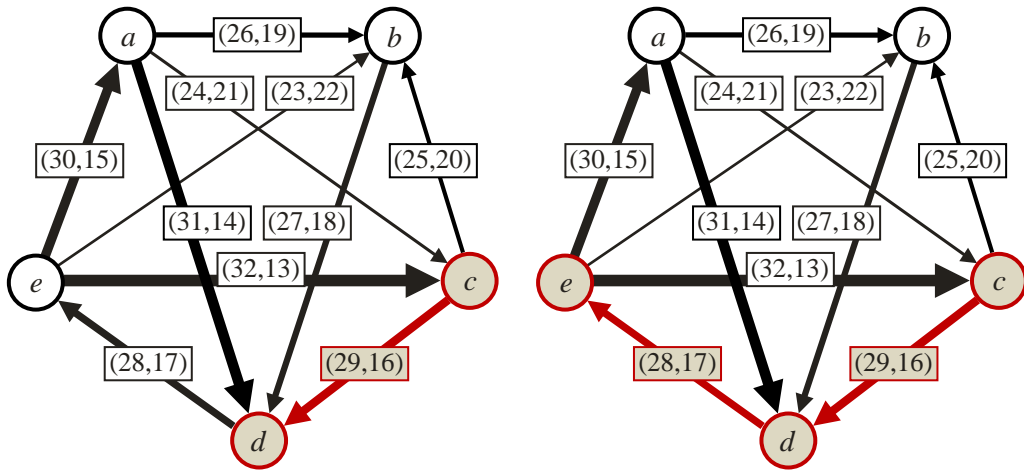 a (26,19) b
(24,21) (23,22)
(30,15) (25,20)
(31,14) (27,18)
(32,13)
e c
(28,17) (29,16)
d
a (26,19) b
(24,21) (23,22)
(30,15) (25,20)
(31,14) (27,18)
(32,13)
e c
(28,17) (29,16)
d